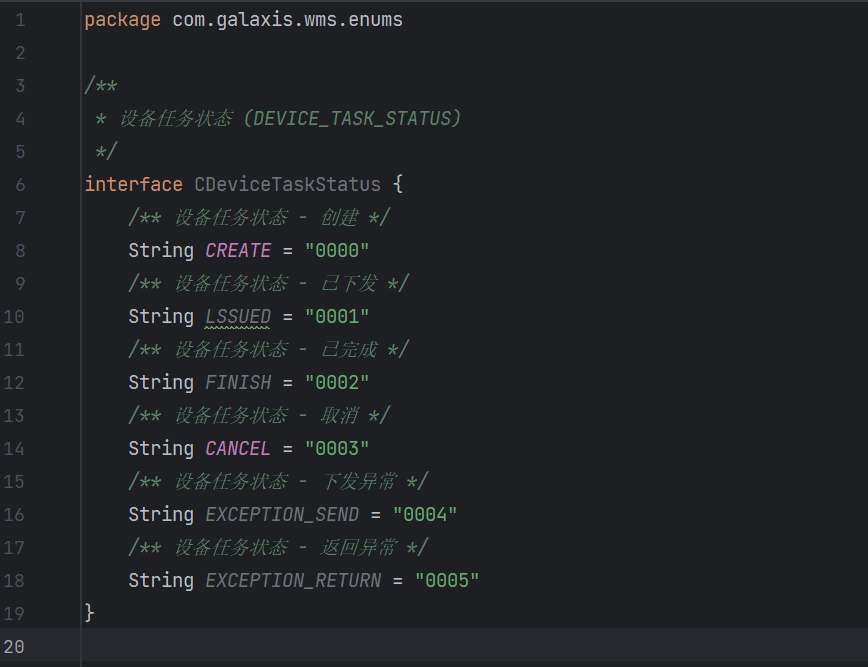 1 package com.galaxis.wms.enums
2
3 /**
4  * 设备任务状态 (DEVICE_TASK_STATUS)
5  */
6 interface CDeviceTaskStatus {
7     /** 设备任务状态 - 创建 */
8     String CREATE = "0000"
9     /** 设备任务状态 - 已下发 */
10     String LSSUED = "0001"
11     /** 设备任务状态 - 已完成 */
12     String FINISH = "0002"
13     /** 设备任务状态 - 取消 */
14     String CANCEL = "0003"
15     /** 设备任务状态 - 下发异常 */
16     String EXCEPTION_SEND = "0004"
17     /** 设备任务状态 - 返回异常 */
18     String EXCEPTION_RETURN = "0005"
19 }
20